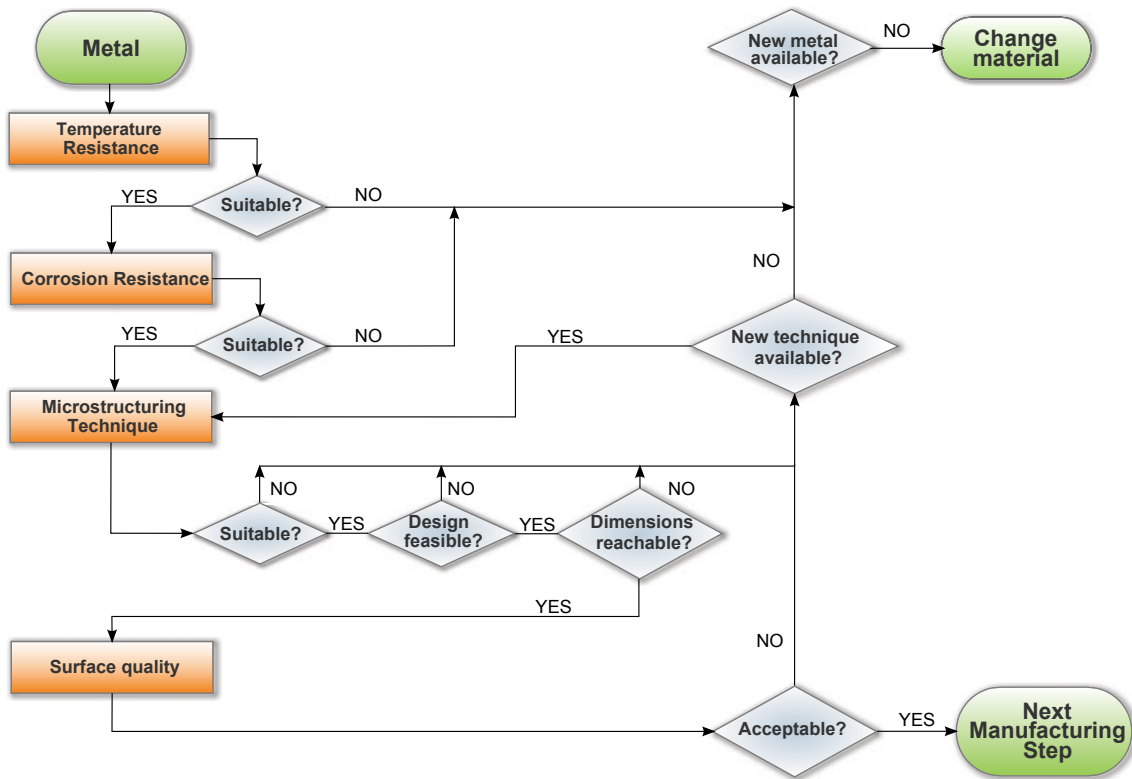 Metal
New metal
available?
NO
Change
material
Temperature
Resistance
YES
Suitable?
NO
Corrosion Resistance
NO
YES
Suitable?
NO
YES
New technique
available?
Microstructuring
Technique
NO
NO
NO
Suitable?
YES
Design
feasible?
YES
Dimensions
reachable?
YES
Surface quality
NO
Acceptable?
YES
Next
Manufacturing
Step